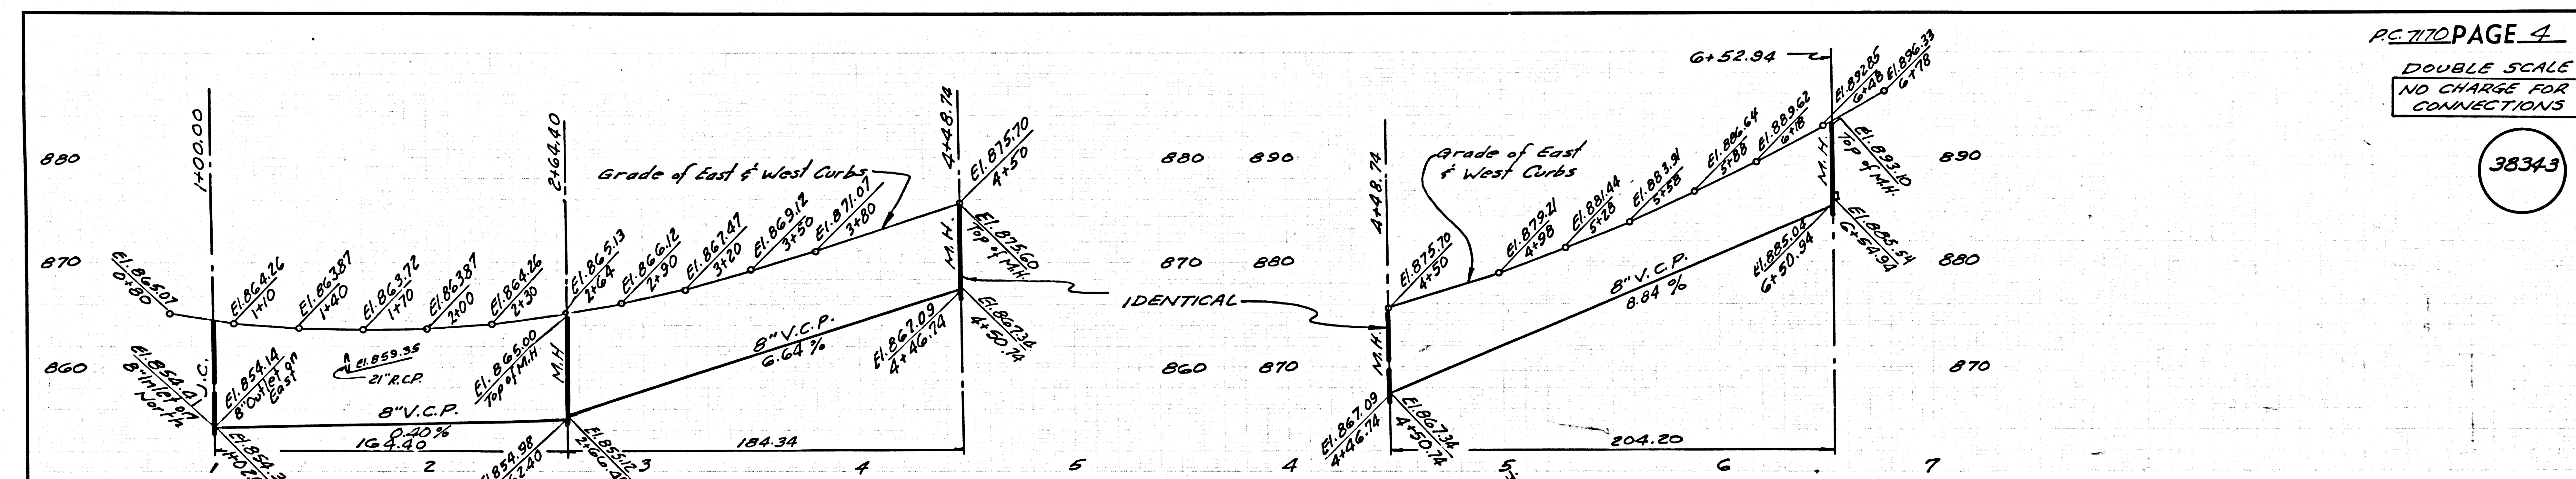 P.C. 7170 PAGE 4
DOUBLE SCALE
NO CHARGE FOR
CONNECTIONS
38343
880
870
860
1+00.00
2+64.40
4+48.74
El.865.07
0+80
El.864.26
1+10
El.863.87
1+40
El.863.72
1+70
El.863.87
2+00
El.864.26
2+30
El.865.13
2+64
El.866.12
2+90
El.867.47
3+20
El.869.12
3+50
El.871.07
3+80
El.875.70
4+50
Grade of East & West Curbs
J.C.
M.H.
M.H.
El.875.60
Top of M.H.
El.865.00
Top of M.H.
El.859.35
21" R.C.P.
El.854.41
8" Inlet on
North
El.854.14
8" Outlet on
East
8" V.C.P.
0.40%
164.40
8" V.C.P.
6.64 %
184.34
El.867.09
4+46.74
El.867.34
4+50.74
El.855.12
2
3
4
5
IDENTICAL
880
870
860
890
880
870
4+48.74
6+52.94
El.875.70
4+50
El.879.21
4+98
El.881.44
5+28
El.883.91
5+58
El.886.64
5+88
El.889.62
6+18
El.892.85
6+48
El.896.33
6+78
Grade of East
& West Curbs
M.H.
M.H.
El.893.10
Top of M.H.
El.885.54
6+54.94
El.885.04
6+50.94
8" V.C.P.
8.84 %
204.20
El.867.09
4+46.74
El.867.34
4+50.74
890
880
870
4
5
6
7